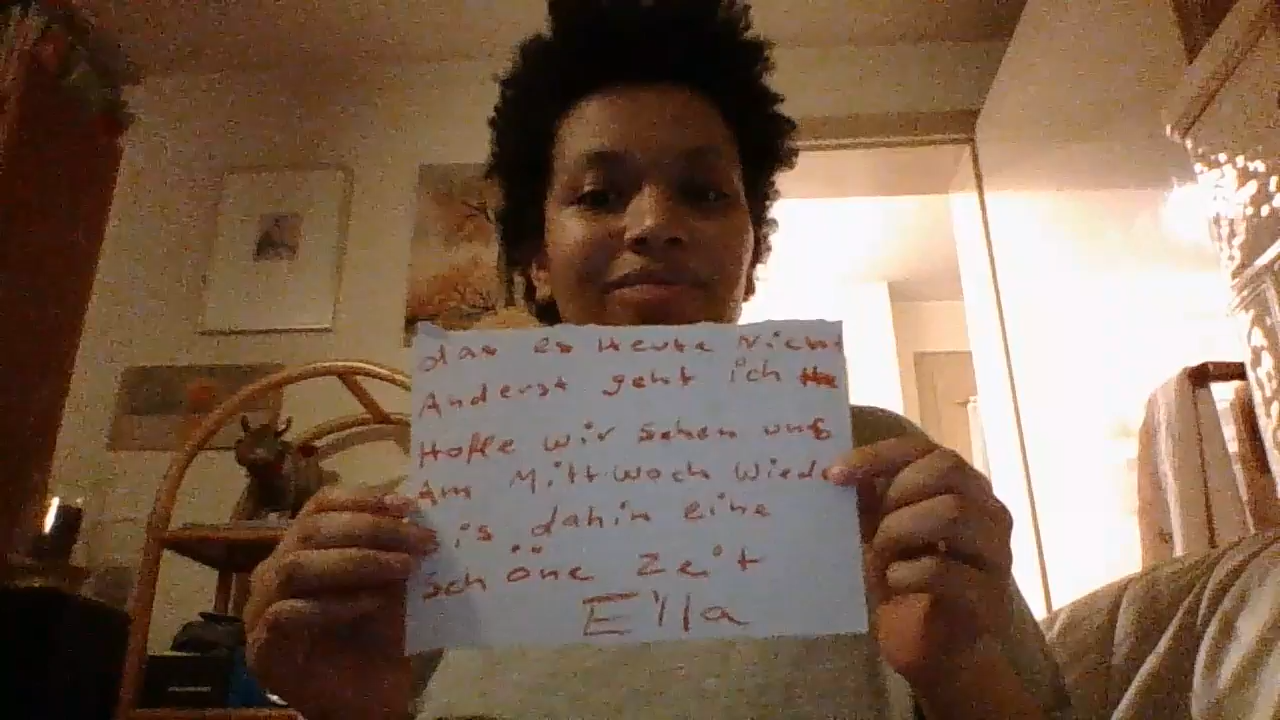 das es Heute Nicht
Anderst geht ich
Hoffe wir sehen uns
Am Mittwoch Wieder
is dahin eine
schöne Zeit
Ella